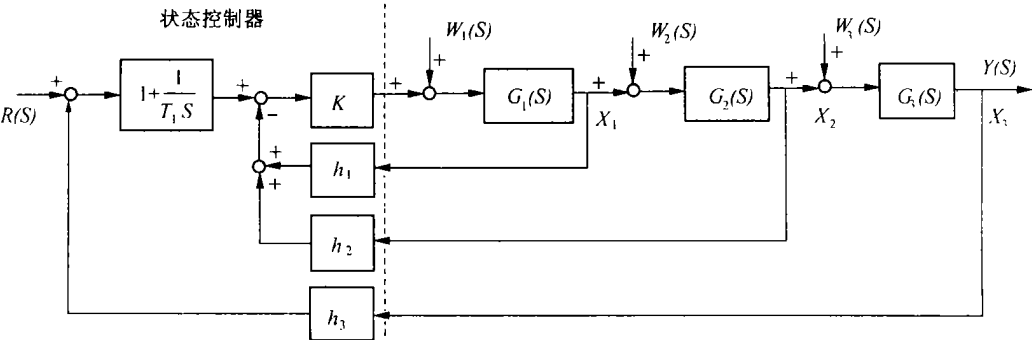 状态控制器
W₁(S)
W₂(S)
W₃(S)
Y(S)
R(S)
+
1+1/(T₁S)
+
−
K
+
+
G₁(S)
+
+
G₂(S)
+
+
G₃(S)
X₁
X₂
X₃
+
+
h₁
h₂
h₃